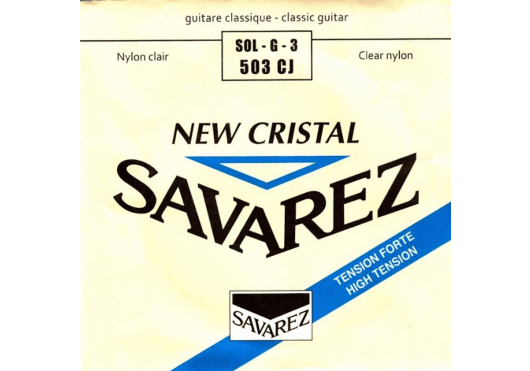 guitare classique - classic guitar
SOL - G - 3
503 CJ
Nylon clair
Clear nylon
NEW CRISTAL
SAVAREZ
TENSION FORTE
HIGH TENSION
SAVAREZ